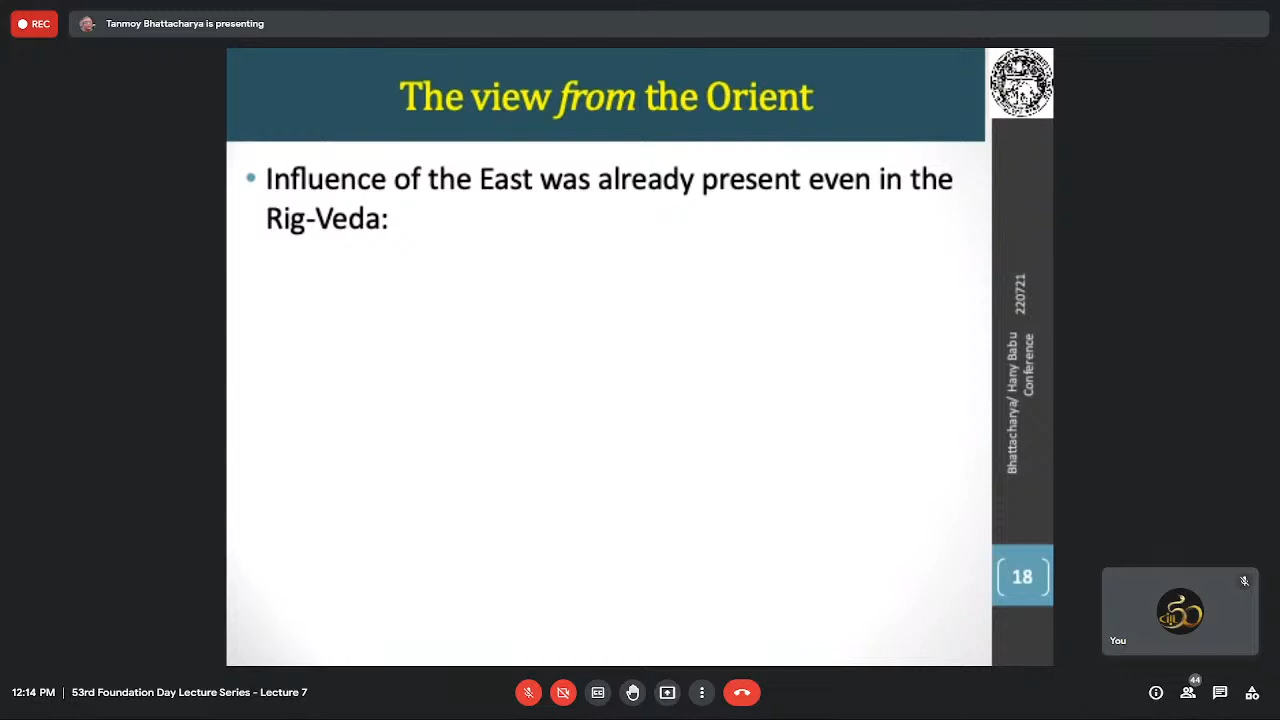 REC
Tanmoy Bhattacharya is presenting
The view from the Orient
• Influence of the East was already present even in the
Rig-Veda:
Bhattacharya/ Hany Babu 220721
Conference
18
You
12:14 PM | 53rd Foundation Day Lecture Series - Lecture 7
44